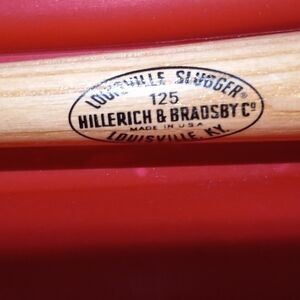 LOUISVILLE SLUGGER®
125
HILLERICH & BRADSBY Cº
MADE IN U.S.A.
LOUISVILLE, KY.